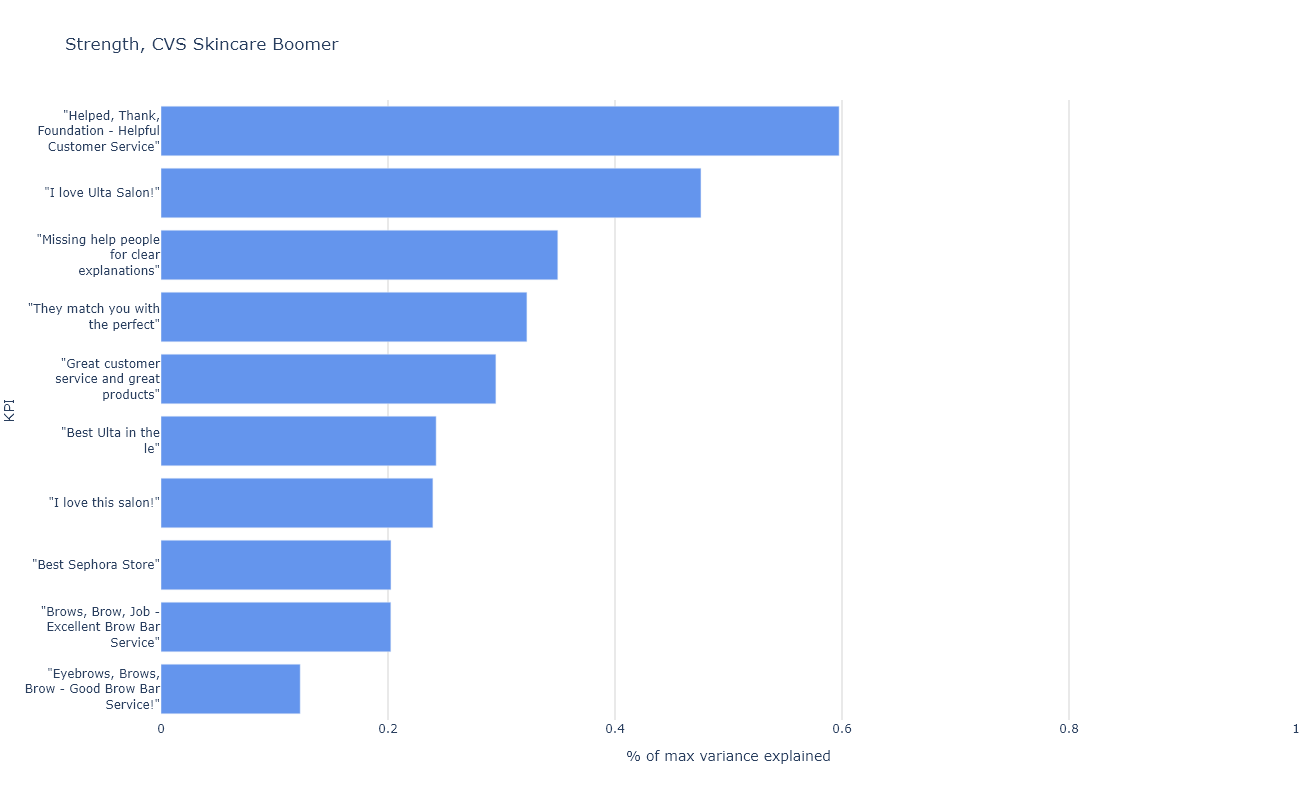 Strength, CVS Skincare Boomer
"Helped, Thank,
Foundation - Helpful
Customer Service"
"I love Ulta Salon!"
"Missing help people
for clear
explanations"
"They match you with
the perfect"
"Great customer
service and great
products"
"Best Ulta in the
le"
"I love this salon!"
"Best Sephora Store"
"Brows, Brow, Job -
Excellent Brow Bar
Service"
"Eyebrows, Brows,
Brow - Good Brow Bar
Service!"
KPI
0 0.2 0.4 0.6 0.8 1
% of max variance explained